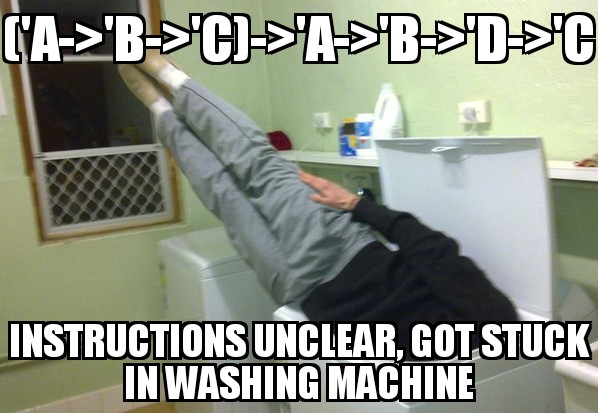 ('A->'B->'C)->'A->'B->'D->'C
INSTRUCTIONS UNCLEAR, GOT STUCK
IN WASHING MACHINE